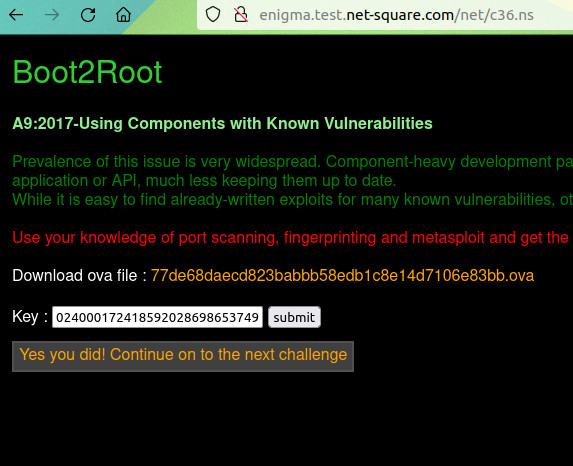 enigma.test.net-square.com/net/c36.ns
Boot2Root
A9:2017-Using Components with Known Vulnerabilities
Prevalence of this issue is very widespread. Component-heavy development
application or API, much less keeping them up to date.
While it is easy to find already-written exploits for many known vulnerabilities,
Use your knowledge of port scanning, fingerprinting and metasploit and get the
Download ova file : 77de68daecd823babbb58edb1c8e14d7106e83bb.ova
Key : 024000172418592028698653749 submit
Yes you did! Continue on to the next challenge